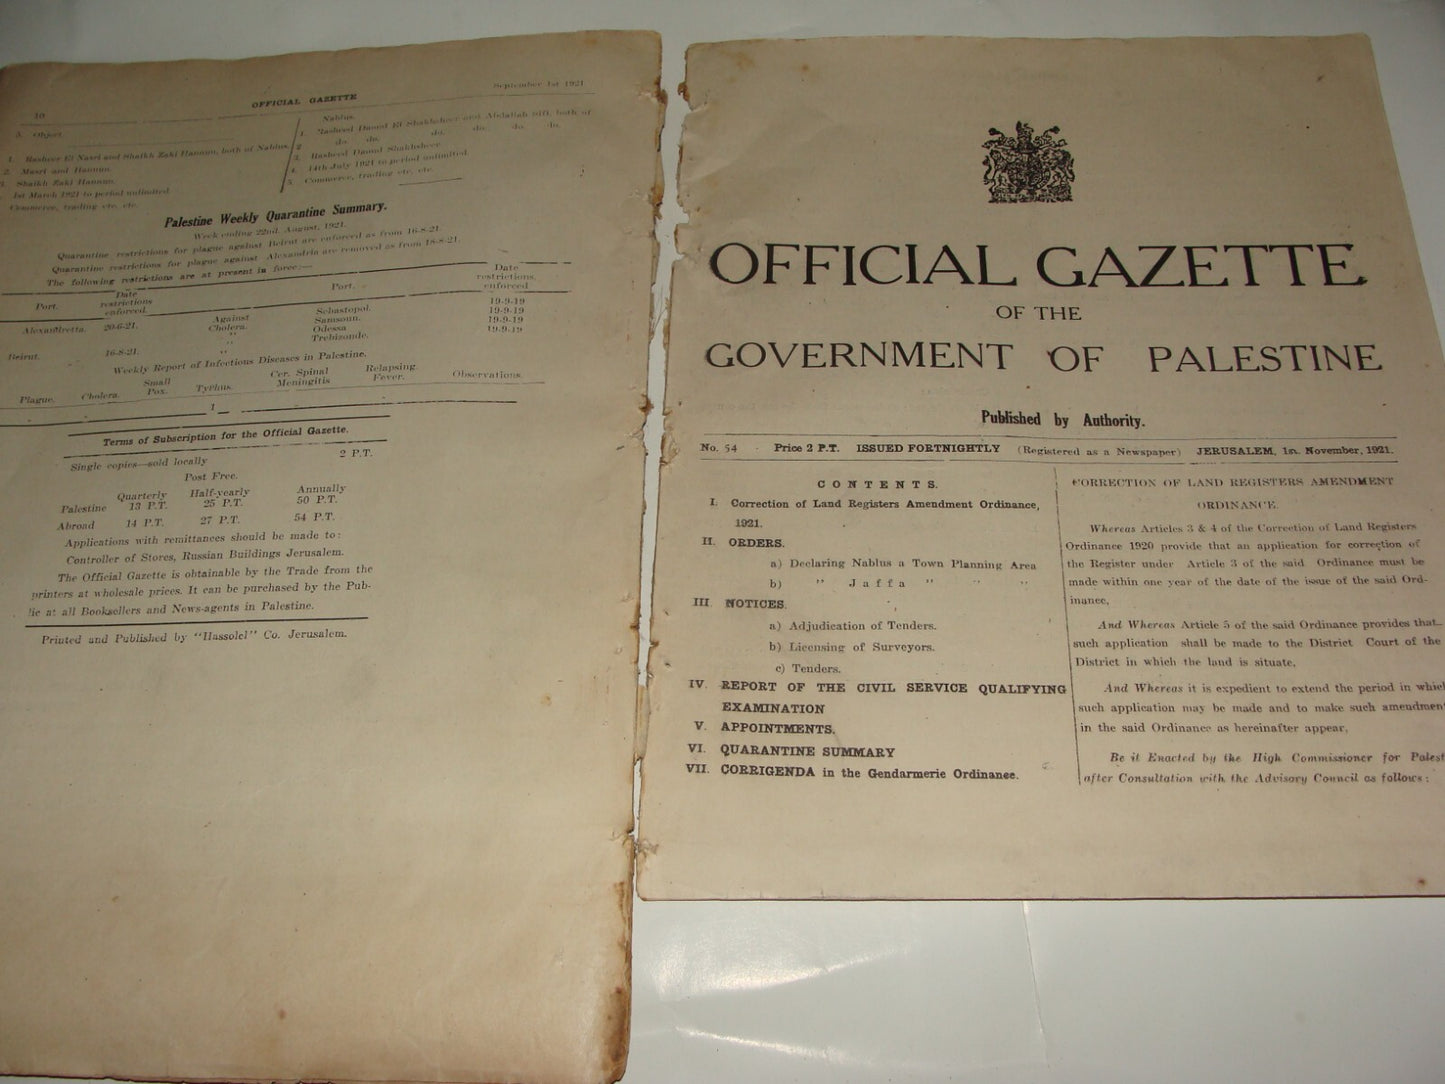 10
OFFICIAL GAZETTE
September 1st 1921
5. Object
1. Rasheer El Nasri and Shaikh Zaki Hannun, both of Nablus.
2. Masri and Hannun.
3. Shaikh Zaki Hannun.
1st March 1921 to period unlimited
Commerce, trading etc. etc.
Nablus.
1. Rasheed Daoud El Shakhsheer and Abdallah Rifi, both of
2 do. do. do. do. do. do.
3. Rasheed Daoud Shakhsheer
4. 14th July 1921 to period unlimited
5 Commerce, trading etc. etc.
Palestine Weekly Quarantine Summary.
Week ending 22nd. August, 1921.
Quarantine restrictions for plague against Beirut are enforced as from 16-8-21.
Quarantine restrictions for plague against Alexandria are removed as from 18-8-21.
The following restrictions are at present in force:—
Port. Date restrictions enforced. Port. Date restrictions. enforced
Alexandretta. 20-6-21. Against Cholera. Sebastopol. 19-9-19
Samsoun. 19-9-19
" Odessa 19-9-19
Beirut. 16-8-21. " Trebizonde. 19-9-19
Weekly Report of Infectious Diseases in Palestine.
Plague. Cholera. Small Pox. Typhus. Cer. Spinal Meningitis Relapsing Fever. Observations.
1
Terms of Subscription for the Official Gazette.
Single copies—sold locally 2 P.T.
Post Free.
Quarterly Half-yearly Annually
Palestine 13 P.T. 25 P.T. 50 P.T.
Abroad 14 P.T. 27 P.T. 54 P.T.
Applications with remittances should be made to:
Controller of Stores, Russian Buildings Jerusalem.
The Official Gazette is obtainable by the Trade from the
printers at wholesale prices. It can be purchased by the Pub-
lic at all Booksellers and News-agents in Palestine.
Printed and Published by "Hassolel" Co. Jerusalem.
OFFICIAL GAZETTE
OF THE
GOVERNMENT OF PALESTINE
Published by Authority.
No. 54 Price 2 P.T. ISSUED FORTNIGHTLY (Registered as a Newspaper) JERUSALEM, 1st. November, 1921.
CONTENTS.
I. Correction of Land Registers Amendment Ordinance,
1921.
II. ORDERS.
a) Declaring Nablus a Town Planning Area
b) " Jaffa " " "
III NOTICES.
a) Adjudication of Tenders.
b) Licensing of Surveyors.
c) Tenders.
IV. REPORT OF THE CIVIL SERVICE QUALIFYING
EXAMINATION
V. APPOINTMENTS.
VI. QUARANTINE SUMMARY
VII. CORRIGENDA in the Gendarmerie Ordinance.
CORRECTION OF LAND REGISTERS AMENDMENT
ORDINANCE.
Whereas Articles 3 & 4 of the Correction of Land Registers
Ordinance 1920 provide that an application for correction of
the Register under Article 3 of the said Ordinance must be
made within one year of the date of the issue of the said Ord-
inance,
And Whereas Article 5 of the said Ordinance provides that
such application shall be made to the District Court of the
District in which the land is situate,
And Whereas it is expedient to extend the period in which
such application may be made and to make such amendment
in the said Ordinance as hereinafter appear,
Be it Enacted by the High Commissioner for Palest
after Consultation with the Advisory Council as follows: